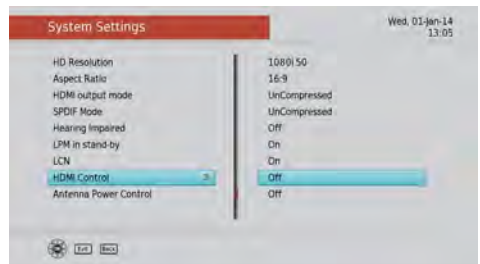 System Settings
Wed, 01-Jan-14
13:05
HD Resolution 1080i 50
Aspect Ratio 16:9
HDMI output mode UnCompressed
SPDIF Mode UnCompressed
Hearing Impaired Off
LPM in stand-by On
LCN On
HDMI Control Off
Antenna Power Control Off
Exit Back